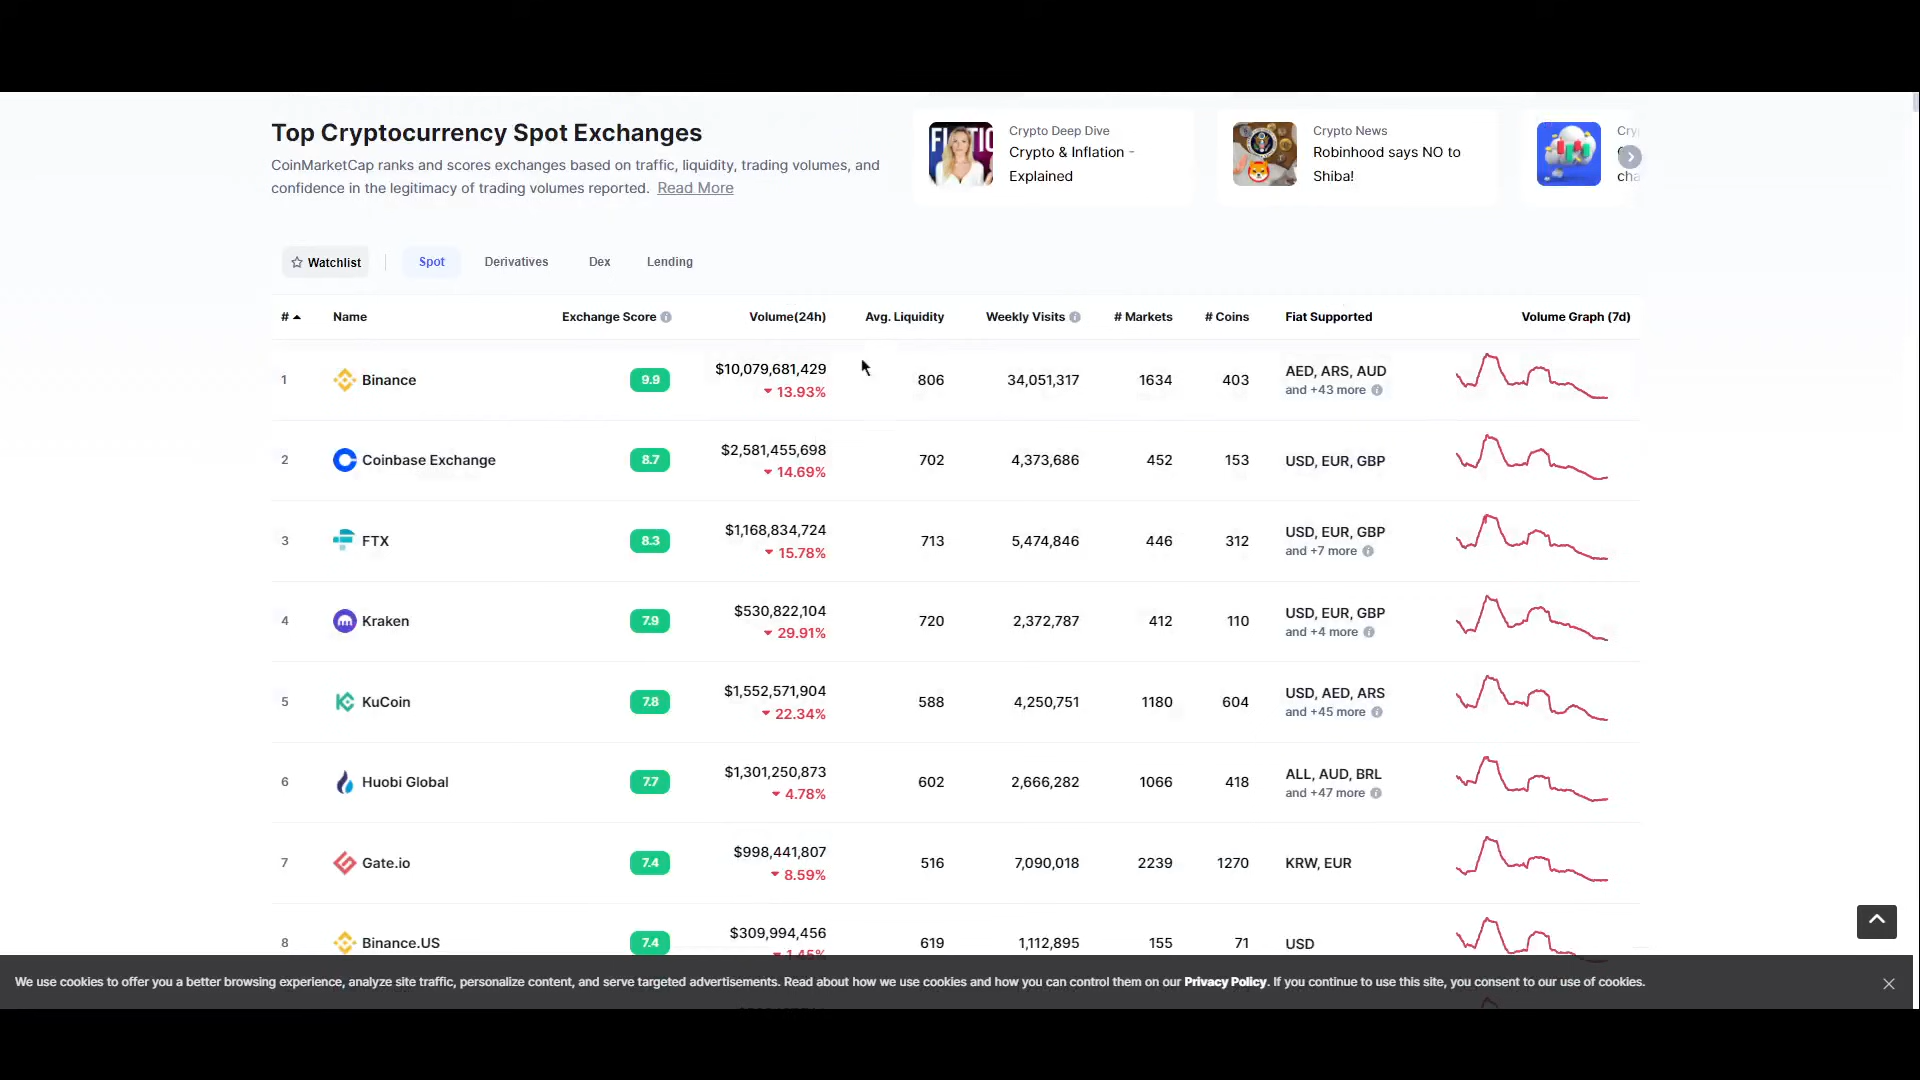 Top Cryptocurrency Spot Exchanges
CoinMarketCap ranks and scores exchanges based on traffic, liquidity, trading volumes, and
confidence in the legitimacy of trading volumes reported. Read More
Crypto Deep Dive
Crypto & Inflation -
Explained
Crypto News
Robinhood says NO to
Shiba!
Watchlist Spot Derivatives Dex Lending
# Name Exchange Score Volume(24h) Avg. Liquidity Weekly Visits # Markets # Coins Fiat Supported Volume Graph (7d)
1 Binance 9.9 $10,079,681,429 806 34,051,317 1634 403 AED, ARS, AUD
13.93% and +43 more
2 Coinbase Exchange 8.7 $2,581,455,698 702 4,373,686 452 153 USD, EUR, GBP
14.69%
3 FTX 8.3 $1,168,834,724 713 5,474,846 446 312 USD, EUR, GBP
15.78% and +7 more
4 Kraken 7.9 $530,822,104 720 2,372,787 412 110 USD, EUR, GBP
29.91% and +4 more
5 KuCoin 7.8 $1,552,571,904 588 4,250,751 1180 604 USD, AED, ARS
22.34% and +45 more
6 Huobi Global 7.7 $1,301,250,873 602 2,666,282 1066 418 ALL, AUD, BRL
4.78% and +47 more
7 Gate.io 7.4 $998,441,807 516 7,090,018 2239 1270 KRW, EUR
8.59%
8 Binance.US 7.4 $309,994,456 619 1,112,895 155 71 USD
1.45%
We use cookies to offer you a better browsing experience, analyze site traffic, personalize content, and serve targeted advertisements. Read about how we use cookies and how you can control them on our Privacy Policy. If you continue to use this site, you consent to our use of cookies.